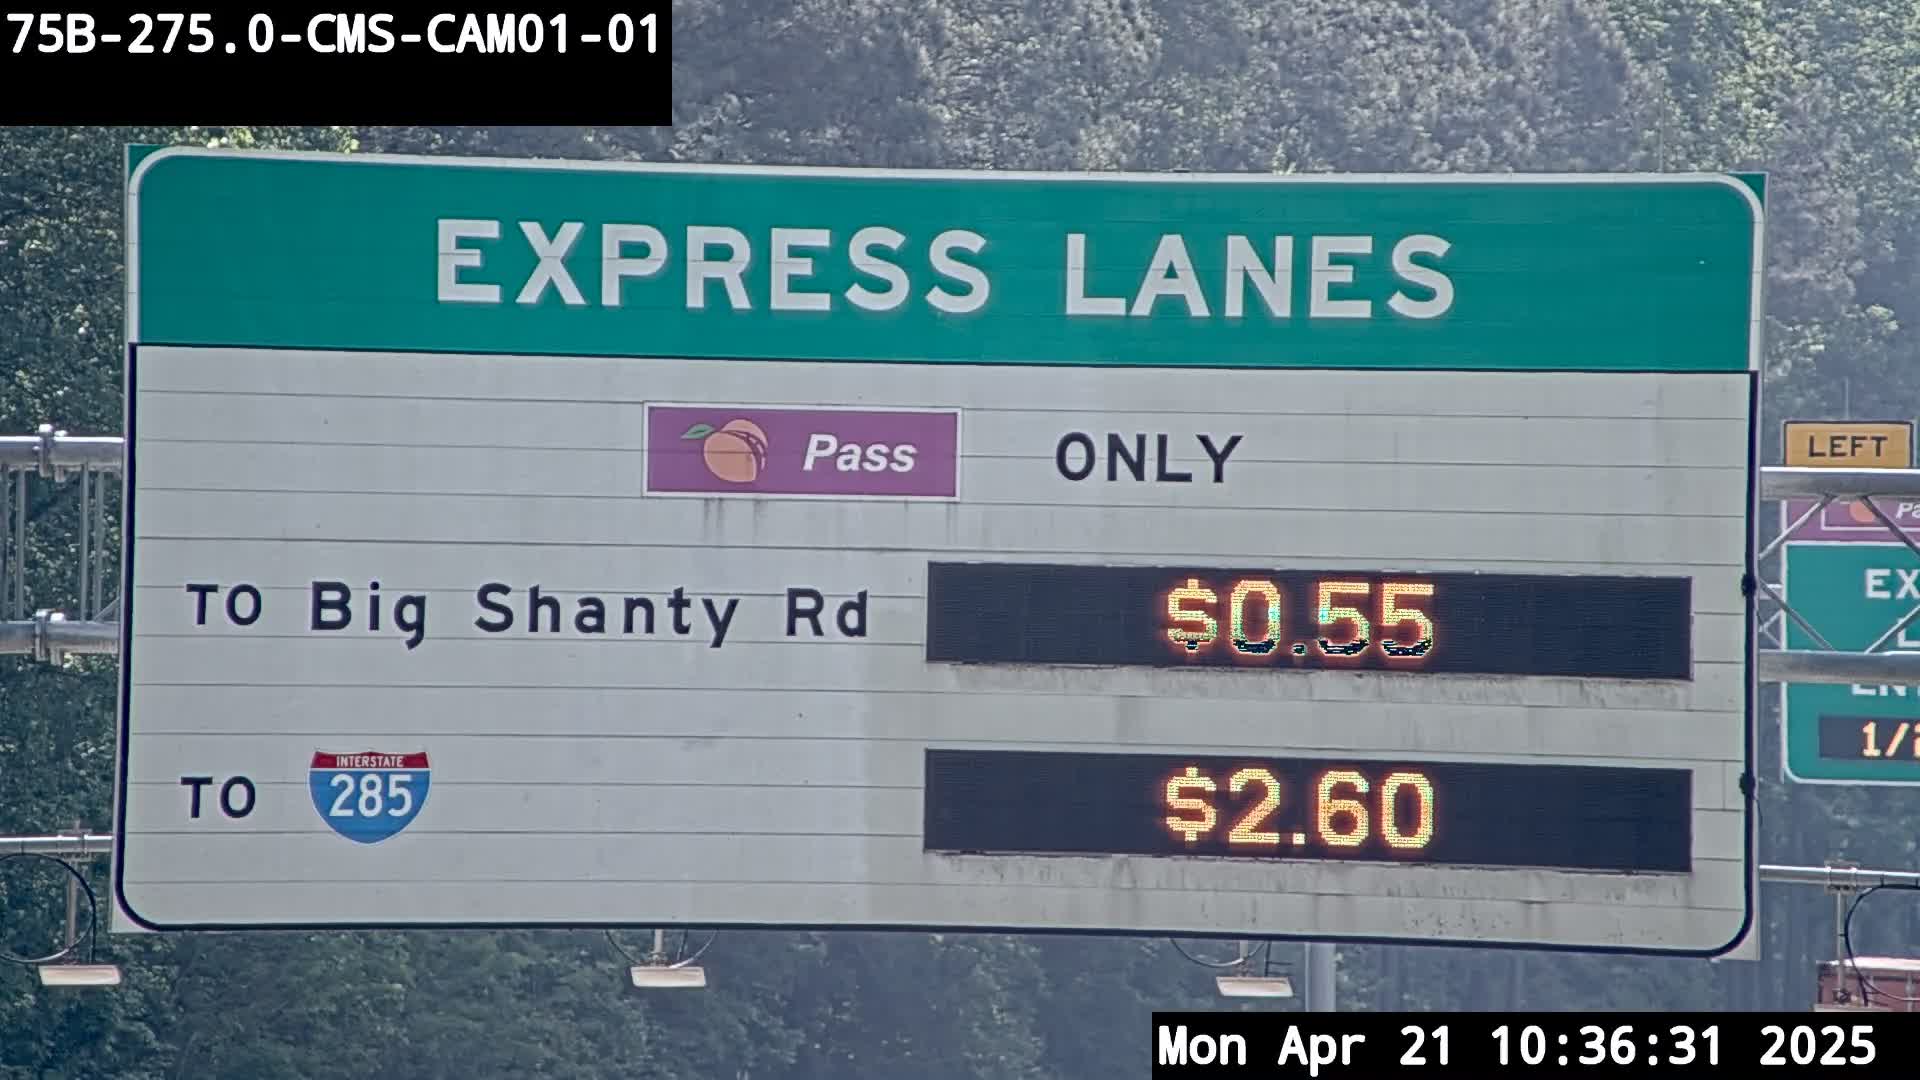 75B-275.0-CMS-CAM01-01
EXPRESS LANES
Pass ONLY
TO Big Shanty Rd $0.55
TO INTERSTATE 285 $2.60
LEFT
Mon Apr 21 10:36:31 2025